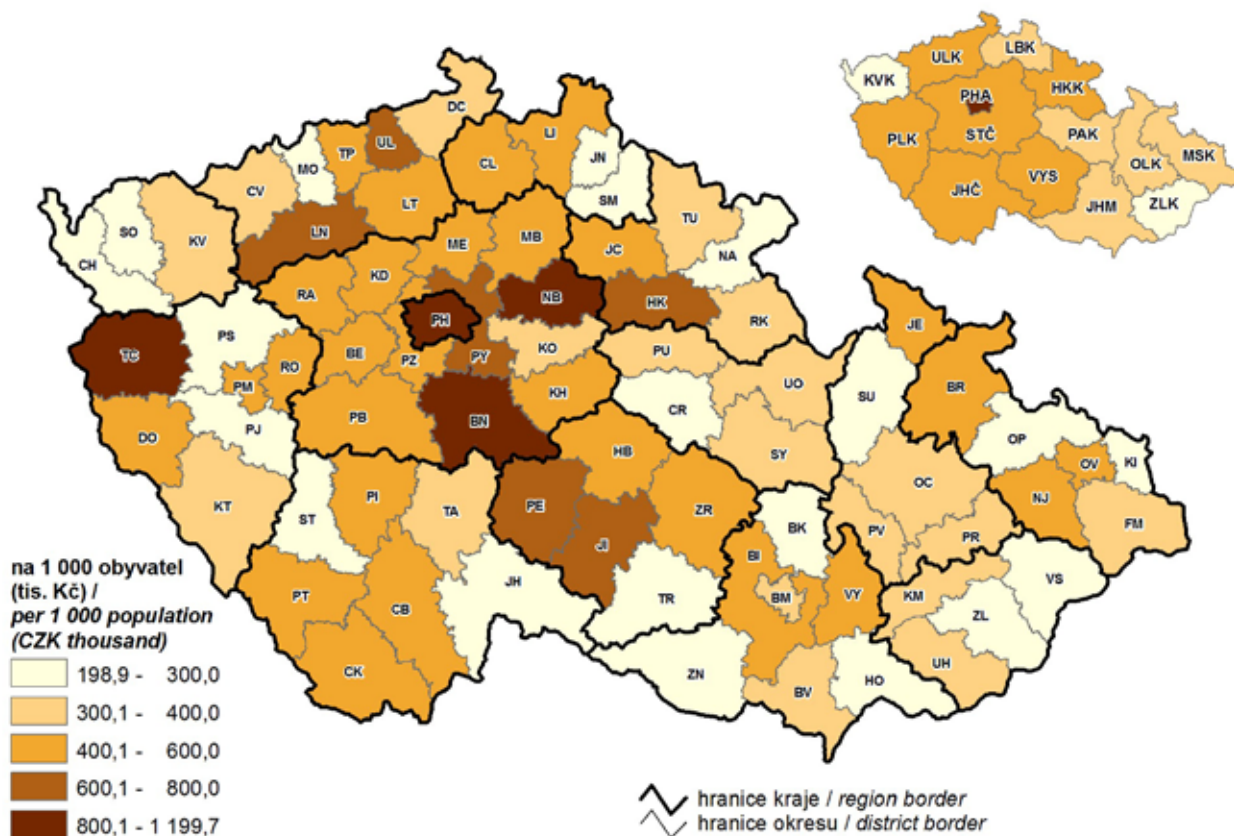 ULK
LBK
KVK
HKK
PHA
STČ
PLK
PAK
OLK
MSK
VYS
JHČ
JHM
ZLK
DC
UL
LI
TP
MO
CL
JN
CV
LT
SM
TU
SO
KV
LN
ME
MB
JC
NA
CH
KD
RA
NB
HK
PH
RK
JE
TC
PS
BE
PZ
PY
KO
PU
RO
PM
UO
BR
SU
PB
BN
KH
CR
DO
PJ
OP
HB
SY
OV
KI
OC
NJ
KT
ST
PI
TA
PE
ZR
JI
BK
PV
PR
FM
BI
JH
TR
BM
VY
KM
VS
PT
CB
ZL
CK
ZN
BV
HO
UH
na 1 000 obyvatel
(tis. Kč) /
per 1 000 population
(CZK thousand)
198,9 - 300,0
300,1 - 400,0
400,1 - 600,0
600,1 - 800,0
800,1 - 1 199,7
hranice kraje / region border
hranice okresu / district border